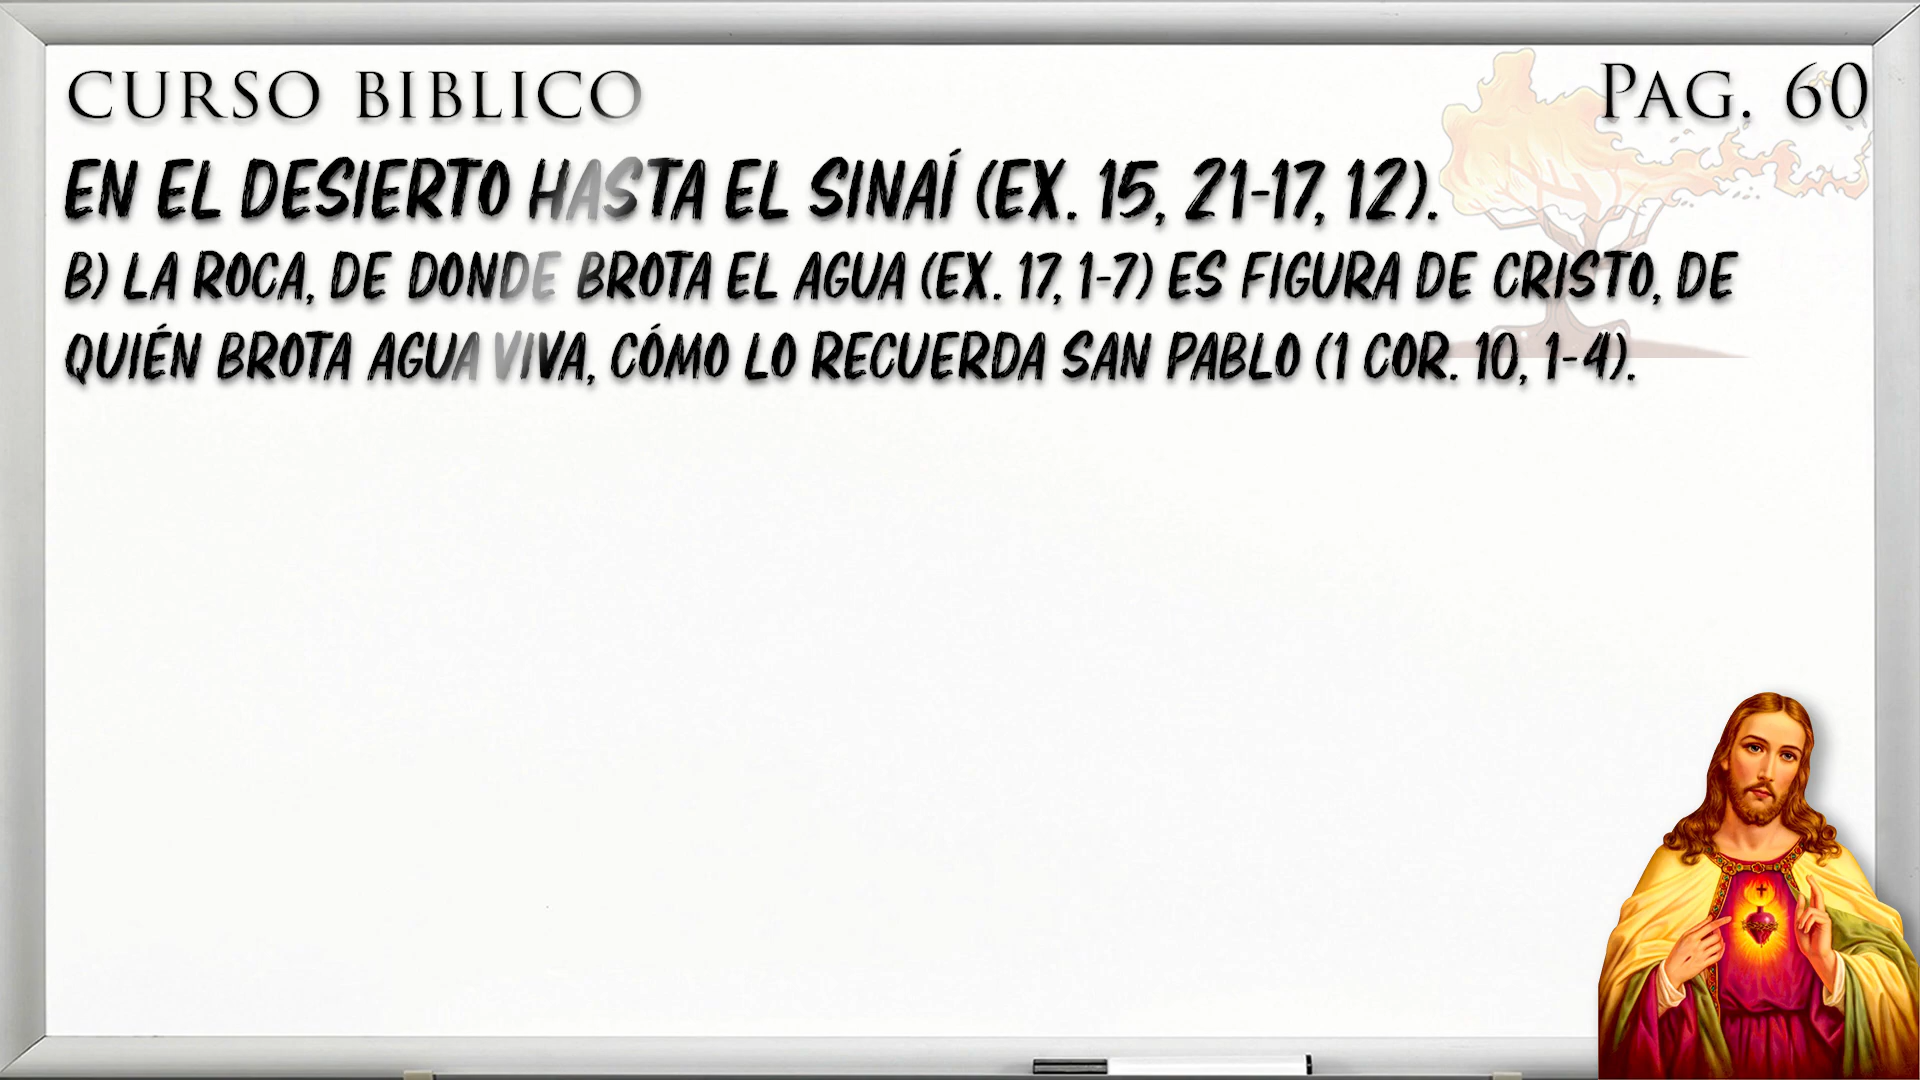 CURSO BIBLICO
PAG. 60
EN EL DESIERTO HASTA EL SINAÍ (EX. 15, 21-17, 12).
B) LA ROCA, DE DONDE BROTA EL AGUA (EX. 17, 1-7) ES FIGURA DE CRISTO, DE
QUIÉN BROTA AGUA VIVA, CÓMO LO RECUERDA SAN PABLO (1 COR. 10, 1-4).